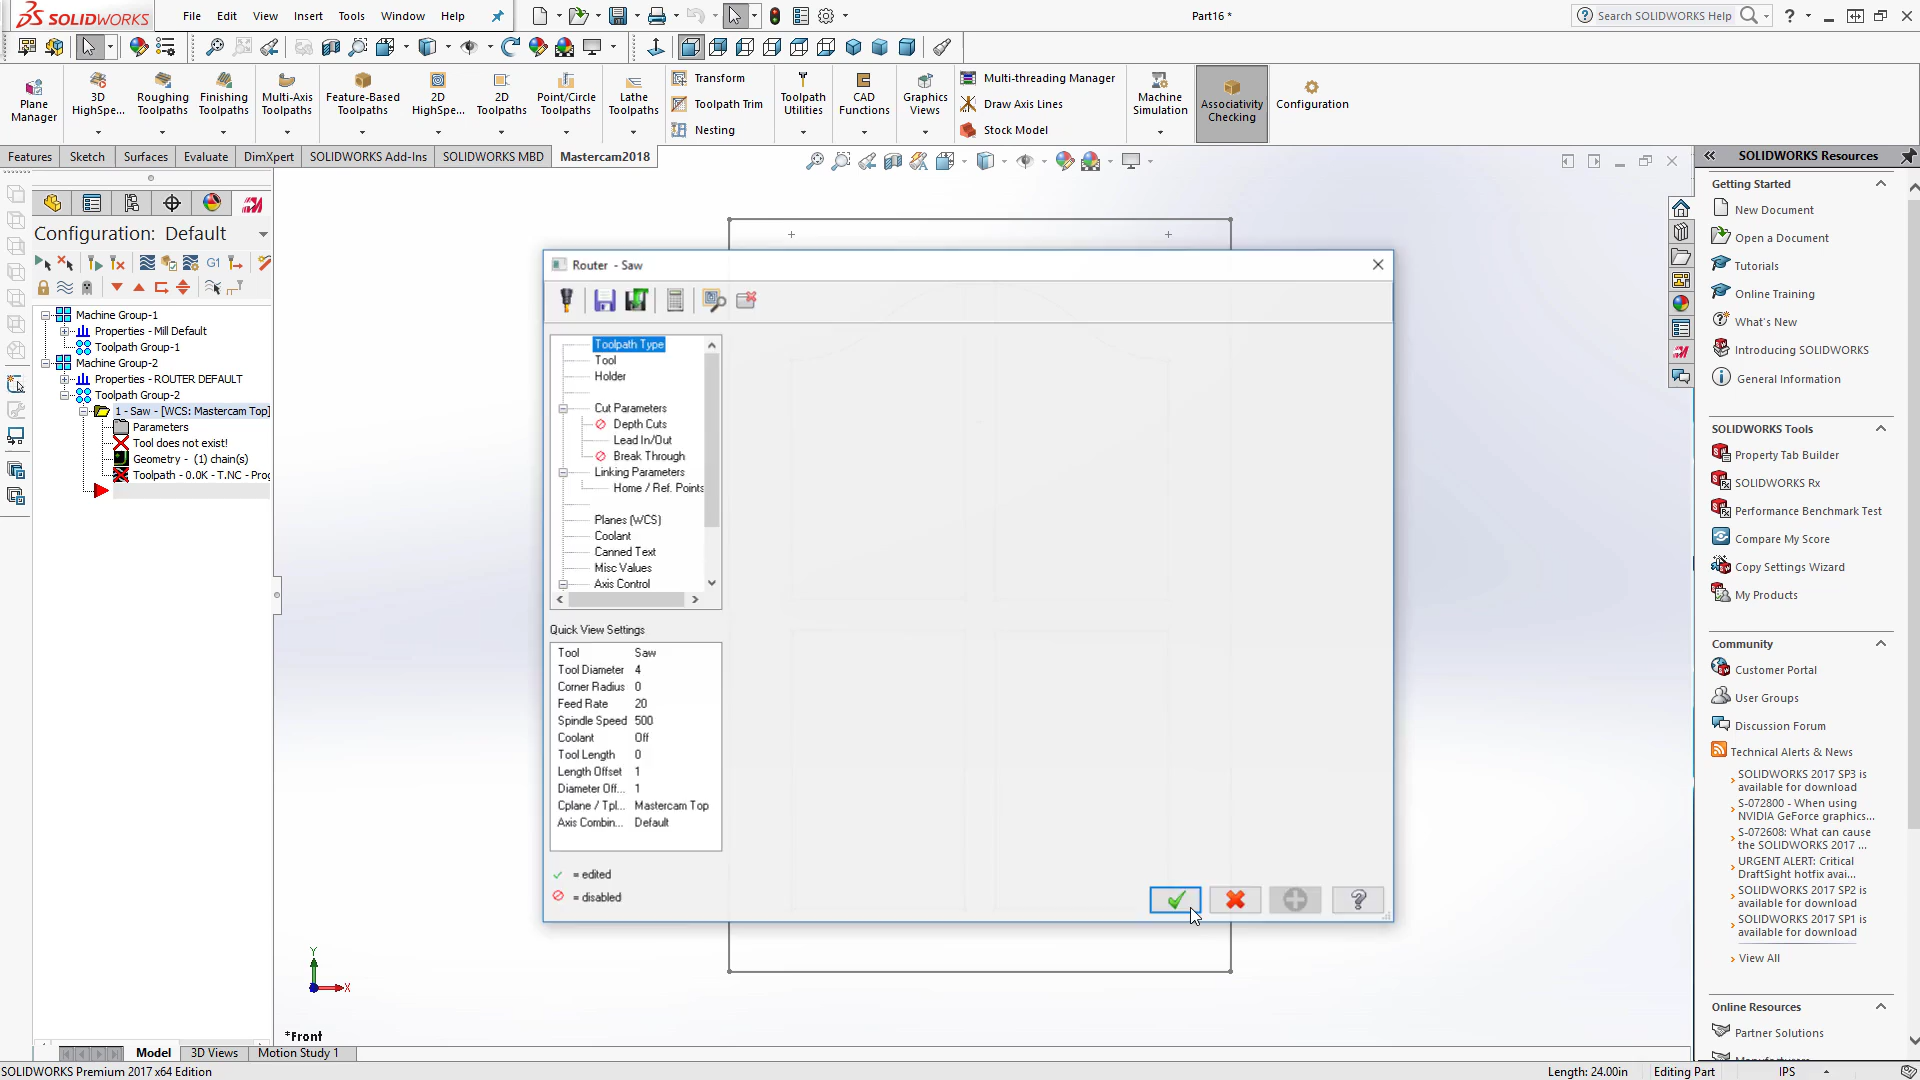 SOLIDWORKS
File Edit View Insert Tools Window Help
Part16 *
Search SOLIDWORKS Help
Plane Manager
3D HighSpe...
Roughing Toolpaths
Finishing Toolpaths
Multi-Axis Toolpaths
Feature-Based Toolpaths
2D HighSpe...
2D Toolpaths
Point/Circle Toolpaths
Lathe Toolpaths
Transform
Toolpath Trim
Nesting
Toolpath Utilities
CAD Functions
Graphics Views
Multi-threading Manager
Draw Axis Lines
Stock Model
Machine Simulation
Associativity Checking
Configuration
Features Sketch Surfaces Evaluate DimXpert SOLIDWORKS Add-Ins SOLIDWORKS MBD Mastercam2018
Configuration: Default
G1
Machine Group-1
Properties - Mill Default
Toolpath Group-1
Machine Group-2
Properties - ROUTER DEFAULT
Toolpath Group-2
1 - Saw - [WCS: Mastercam Top]
Parameters
Tool does not exist!
Geometry - (1) chain(s)
Toolpath - 0.0K - T.NC - Prog
Router - Saw
Toolpath Type
Tool
Holder
Cut Parameters
Depth Cuts
Lead In/Out
Break Through
Linking Parameters
Home / Ref. Points
Planes (WCS)
Coolant
Canned Text
Misc Values
Axis Control
Quick View Settings
Tool Saw
Tool Diameter 4
Corner Radius 0
Feed Rate 20
Spindle Speed 500
Coolant Off
Tool Length 0
Length Offset 1
Diameter Off... 1
Cplane / Tpl... Mastercam Top
Axis Combin... Default
= edited
= disabled
Y
X
*Front
Model 3D Views Motion Study 1
SOLIDWORKS Premium 2017 x64 Edition
Length: 24.00in Editing Part IPS
SOLIDWORKS Resources
Getting Started
New Document
Open a Document
Tutorials
Online Training
What's New
Introducing SOLIDWORKS
General Information
SOLIDWORKS Tools
Property Tab Builder
SOLIDWORKS Rx
Performance Benchmark Test
Compare My Score
Copy Settings Wizard
My Products
Community
Customer Portal
User Groups
Discussion Forum
Technical Alerts & News
SOLIDWORKS 2017 SP3 is
available for download
S-072800 - When using
NVIDIA GeForce graphics...
S-072608: What can cause
the SOLIDWORKS 2017 ...
URGENT ALERT: Critical
DraftSight hotfix avai...
SOLIDWORKS 2017 SP2 is
available for download
SOLIDWORKS 2017 SP1 is
available for download
View All
Online Resources
Partner Solutions